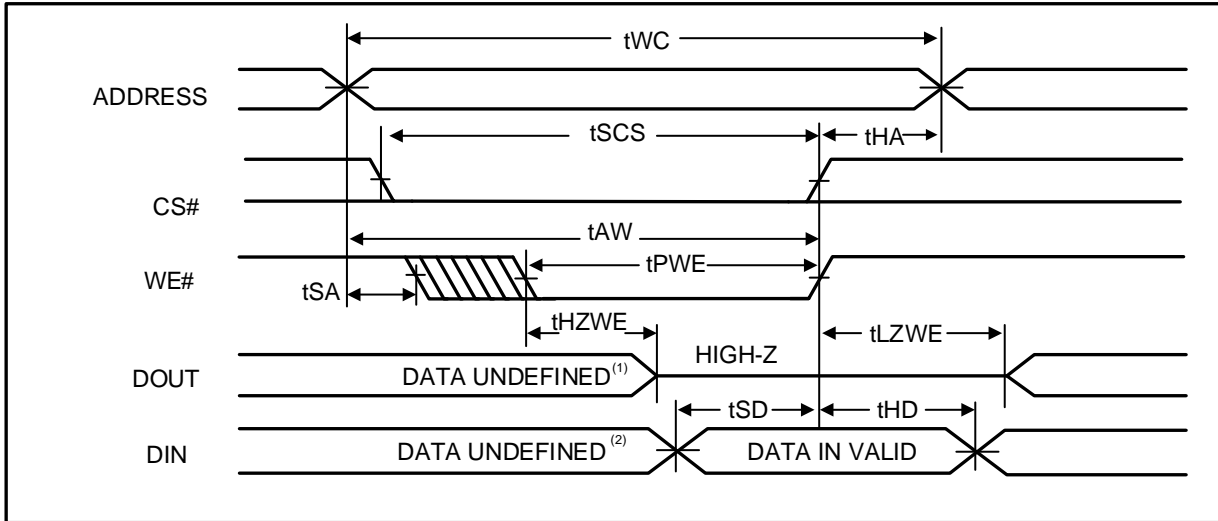 tWC
ADDRESS
tSCS
tHA
CS#
tAW
tPWE
WE#
tSA
tHZWE
tLZWE
HIGH-Z
DOUT
DATA UNDEFINED(1)
tSD
tHD
DIN
DATA UNDEFINED (2)
DATA IN VALID